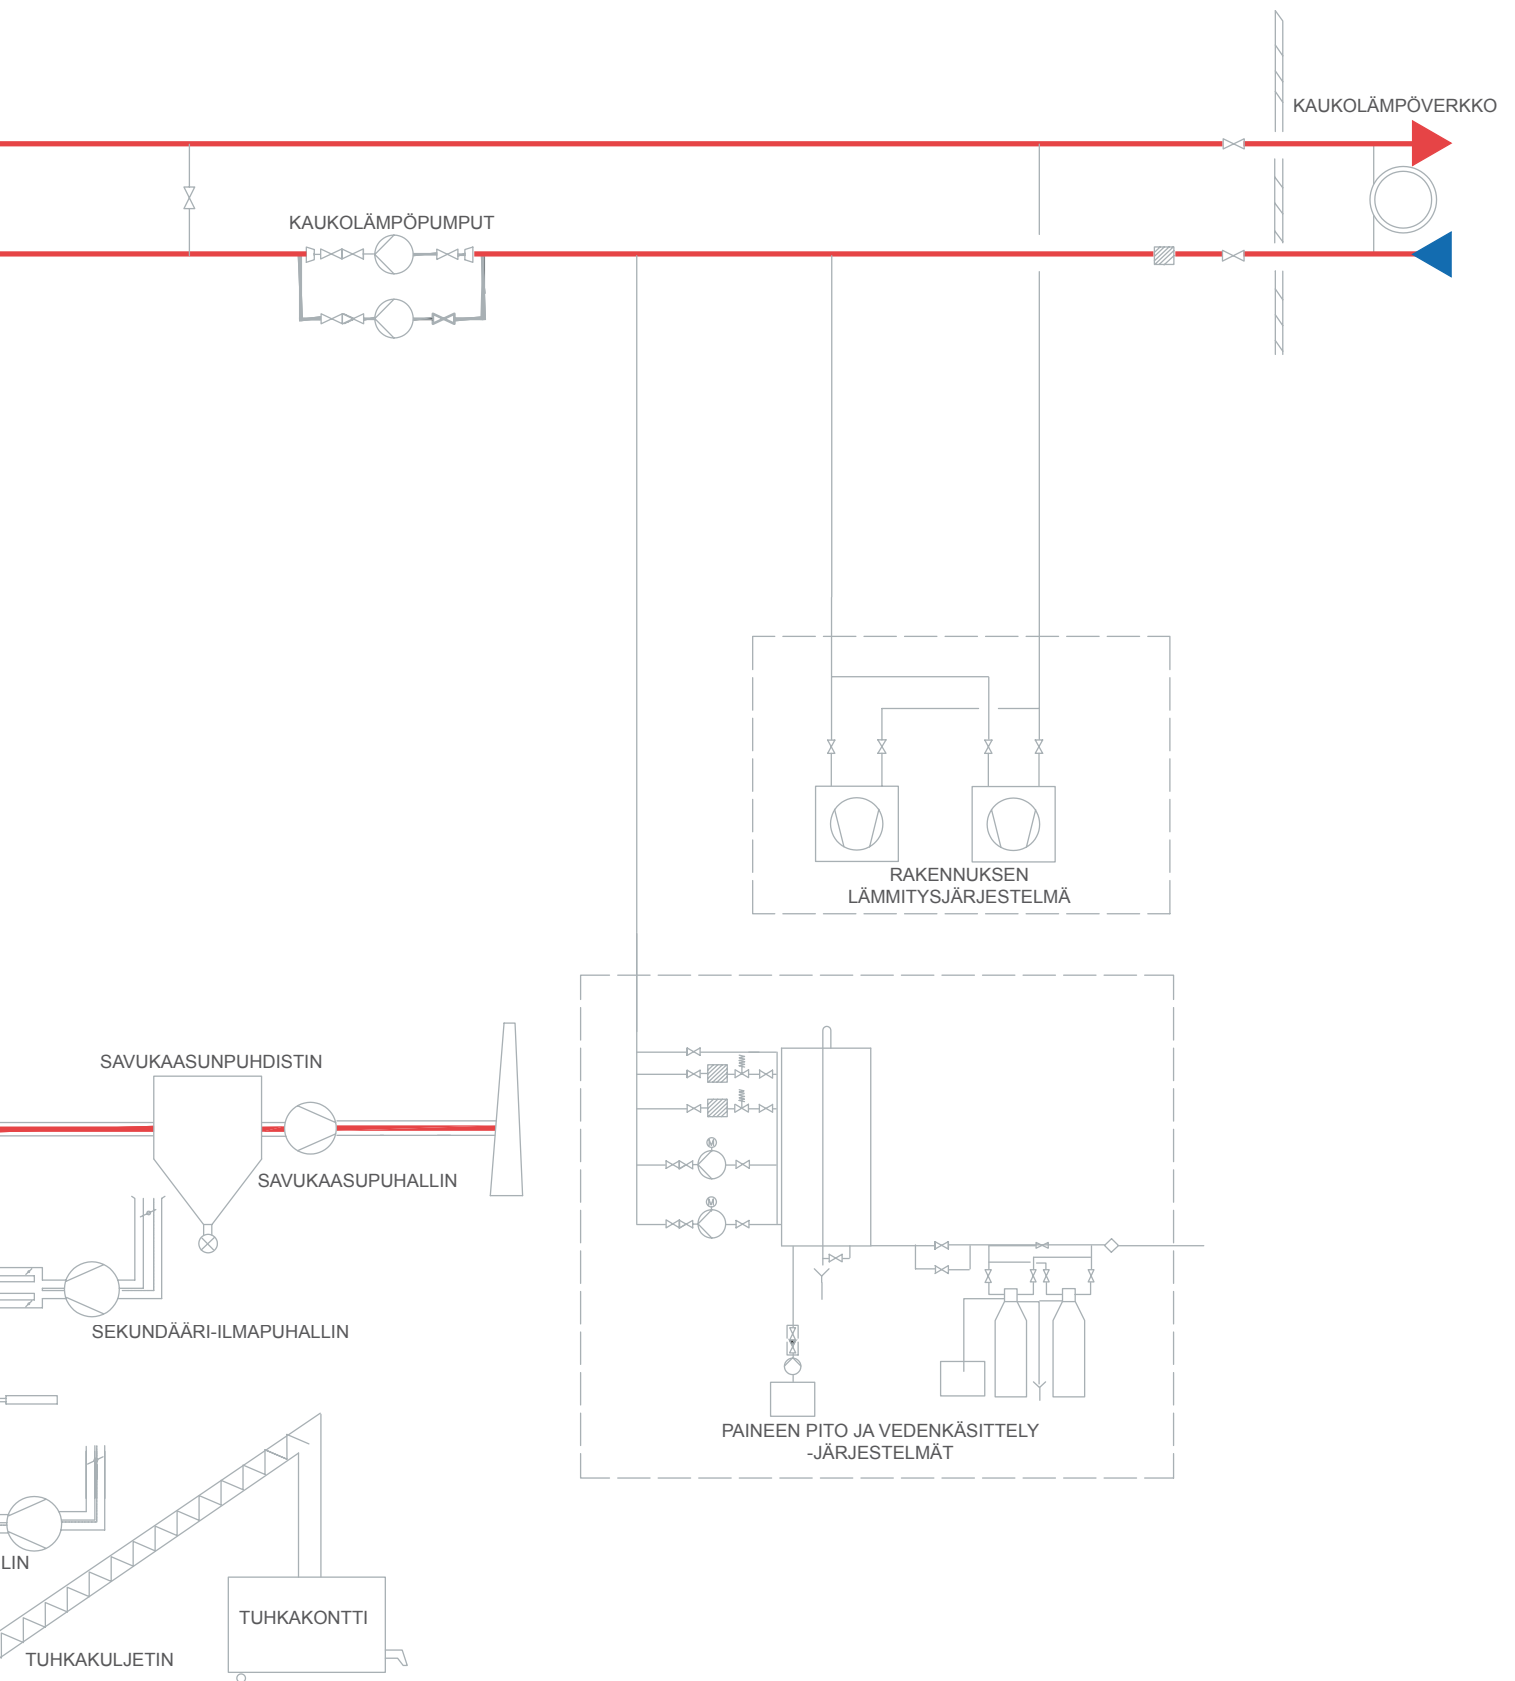 KAUKOLÄMPÖVERKKO
KAUKOLÄMPÖPUMPUT
RAKENNUKSEN
LÄMMITYSJÄRJESTELMÄ
SAVUKAASUNPUHDISTIN
M
SAVUKAASUPUHALLIN
M
SEKUNDÄÄRI-ILMAPUHALLIN
PAINEEN PITO JA VEDENKÄSITTELY
-JÄRJESTELMÄT
LIN
TUHKAKONTTI
TUHKAKULJETIN